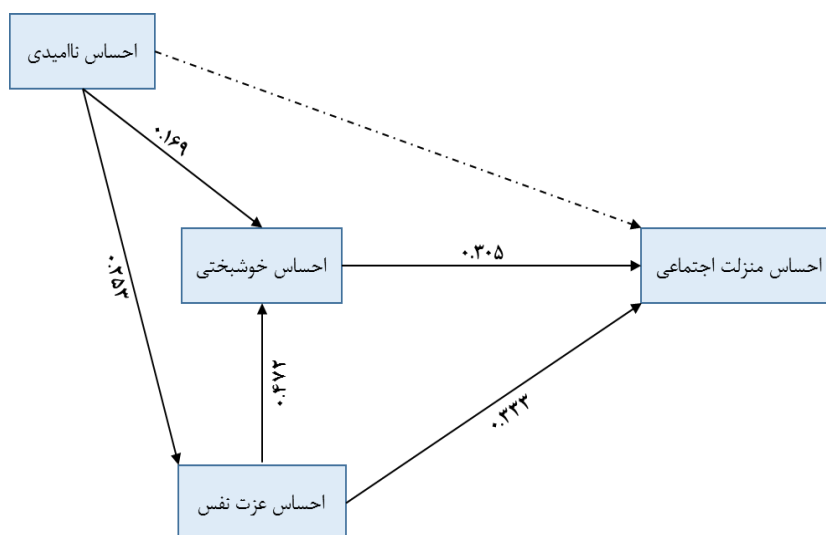 احساس ناامیدی
۰.۱۶۹
۰.۲۵۳
احساس خوشبختی
۰.۳۰۵
احساس منزلت اجتماعی
۰.۴۷۲
۰.۳۳۳
احساس عزت نفس